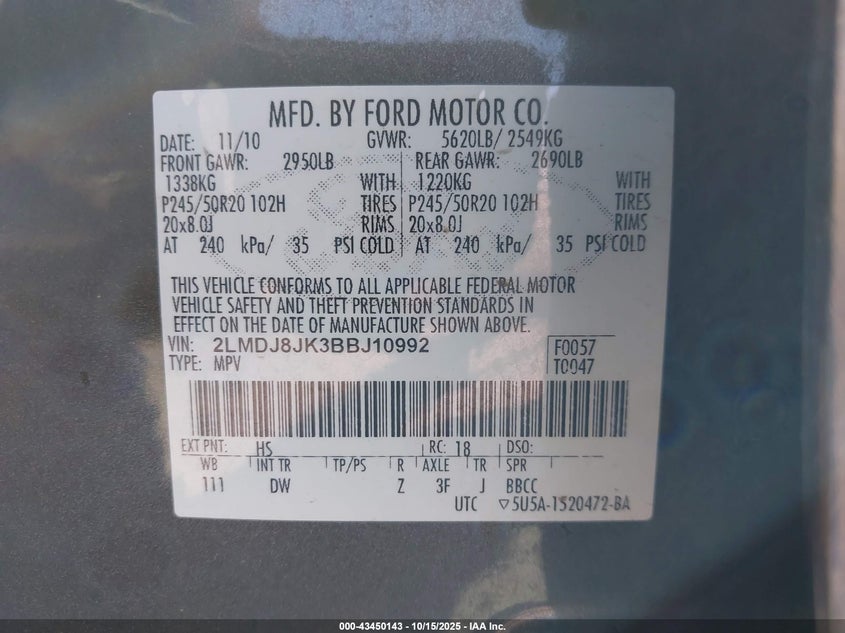 MFD. BY FORD MOTOR CO.
DATE: 11/10 GVWR: 5620LB/ 2549KG
FRONT GAWR: 2950LB REAR GAWR: 2690LB
1338KG WITH 1220KG WITH
P245/50R20 102H TIRES P245/50R20 102H TIRES
20x8.0J RIMS 20x8.0J RIMS
AT 240 kPa/ 35 PSI COLD AT 240 kPa/ 35 PSI COLD
THIS VEHICLE CONFORMS TO ALL APPLICABLE FEDERAL MOTOR
VEHICLE SAFETY AND THEFT PREVENTION STANDARDS IN
EFFECT ON THE DATE OF MANUFACTURE SHOWN ABOVE.
VIN: 2LMDJ8JK3BBJ10992 F0057
TYPE: MPV T0047
EXT PNT: HS RC: 18 DSO:
WB INT TR TP/PS R AXLE TR SPR
111 DW Z 3F J BBCC
UTC ▽5U5A-1520472-BA
000-43450143 - 10/15/2025 - IAA Inc.